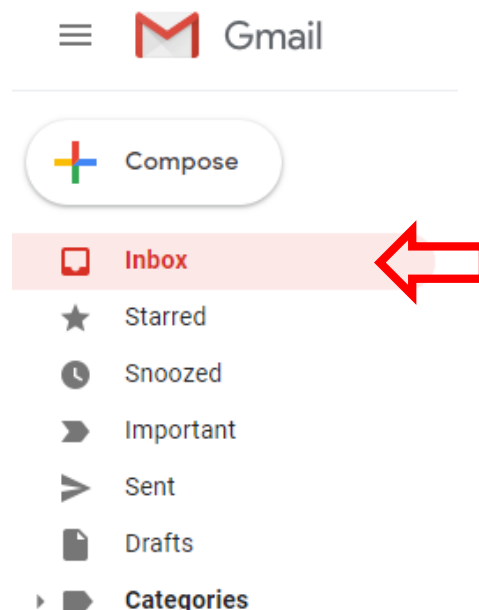 Gmail
Compose
Inbox
Starred
Snoozed
Important
Sent
Drafts
Categories